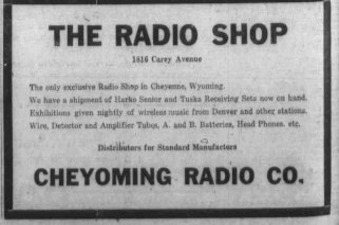 THE RADIO SHOP
1816 Carey Avenue
The only exclusive Radio Shop in Cheyenne, Wyoming
We have a shipment of Harko Senior and Tuska Receiving Sets now on hand.
Exhibitions given nightly of wireless music from Denver and other stations.
Wire, Detector and Amplifier Tubes, A. and B. Batteries, Head Phones. etc.
Distributors for Standard Manufacture
CHEYOMING RADIO CO.